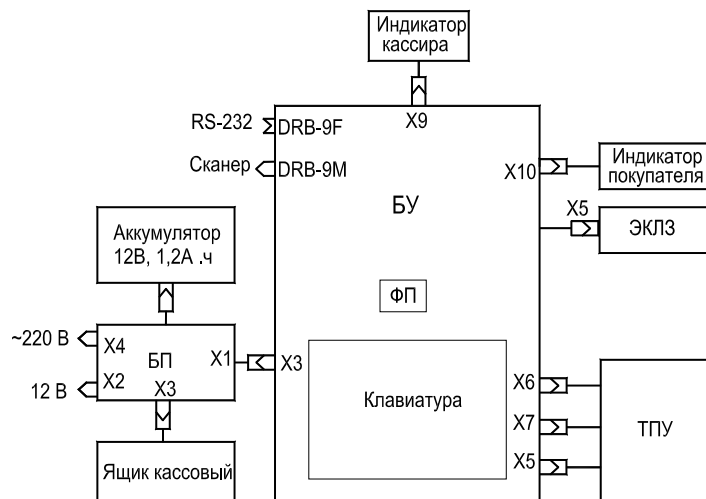 Индикатор
кассира
X9
RS-232
DRB-9F
Сканер
DRB-9M
X10
Индикатор
покупателя
БУ
X5
ЭКЛЗ
Аккумулятор
12В, 1,2А .ч
ФП
~220 В
X4
БП
X1
X3
12 В
X2
X3
Клавиатура
X6
X7
X5
ТПУ
Ящик кассовый